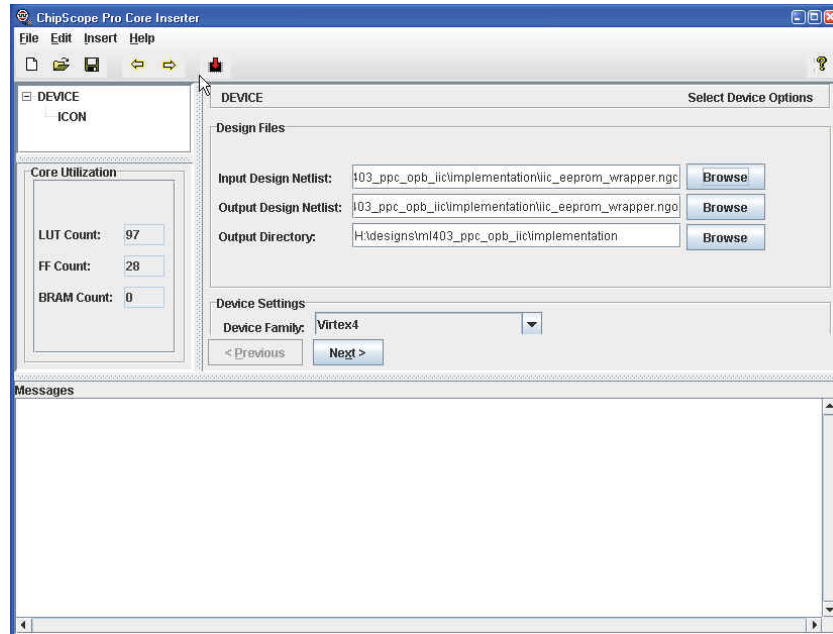 ChipScope Pro Core Inserter
File Edit Insert Help
DEVICE
ICON
Core Utilization
LUT Count: 97
FF Count: 28
BRAM Count: 0
DEVICE Select Device Options
Design Files
Input Design Netlist: 403_ppc_opb_iic\implementation\iic_eeprom_wrapper.ngc Browse
Output Design Netlist: 403_ppc_opb_iic\implementation\iic_eeprom_wrapper.ngo Browse
Output Directory: H:\designs\ml403_ppc_opb_iic\implementation Browse
Device Settings
Device Family: Virtex4
< Previous Next >
Messages